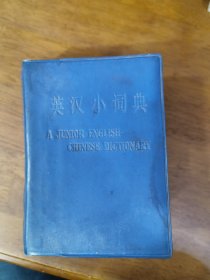 英汉小词典
A JUNIOR ENGLISH-
CHINESE DICTIONARY